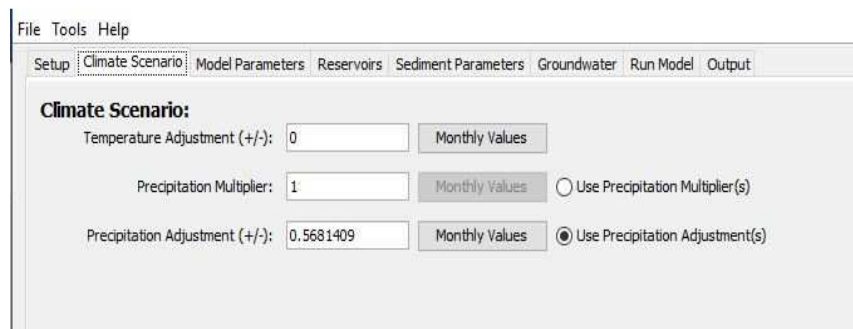 File Tools Help
Setup Climate Scenario Model Parameters Reservoirs Sediment Parameters Groundwater Run Model Output
Climate Scenario:
Temperature Adjustment (+/-): 0 Monthly Values
Precipitation Multiplier: 1 Monthly Values Use Precipitation Multiplier(s)
Precipitation Adjustment (+/-): 0.5681409 Monthly Values Use Precipitation Adjustment(s)